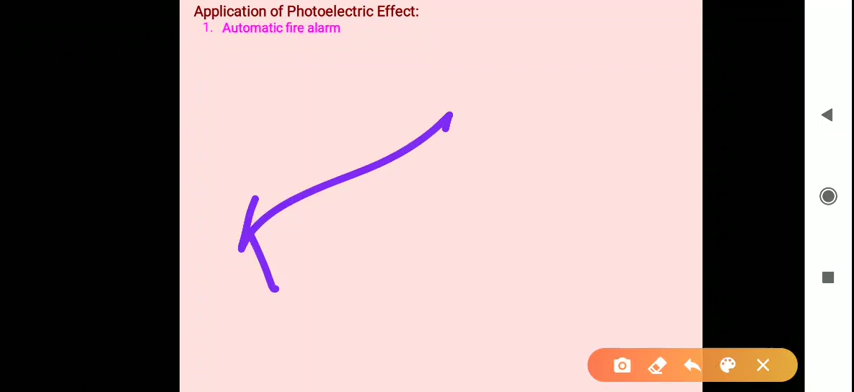 Application of Photoelectric Effect:
1. Automatic fire alarm